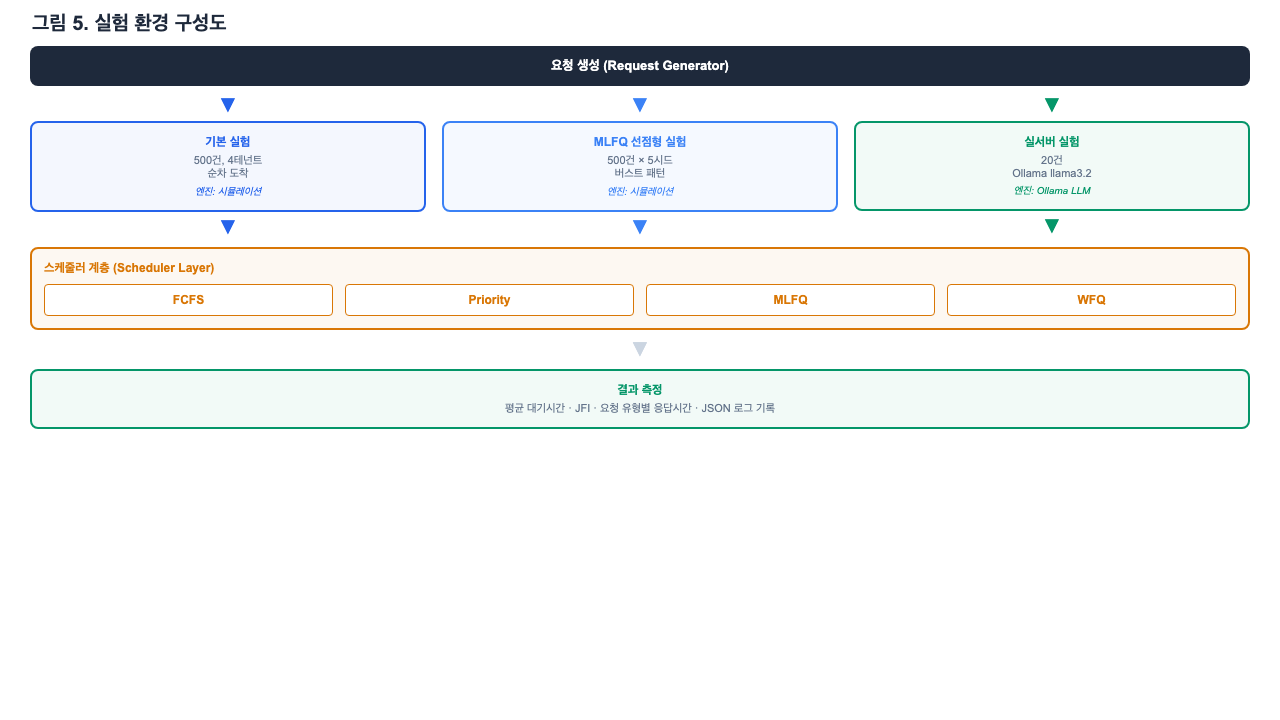 그림 5. 실험 환경 구성도
요청 생성 (Request Generator)
기본 실험
500건, 4테넌트
순차 도착
엔진: 시뮬레이션
MLFQ 선점형 실험
500건 × 5시드
버스트 패턴
엔진: 시뮬레이션
실서버 실험
20건
Ollama llama3.2
엔진: Ollama LLM
스케줄러 계층 (Scheduler Layer)
FCFS
Priority
MLFQ
WFQ
결과 측정
평균 대기시간 · JFI · 요청 유형별 응답시간 · JSON 로그 기록